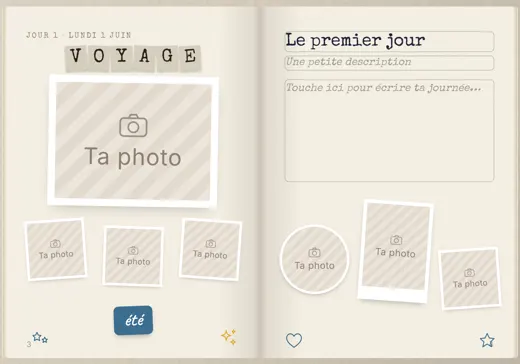 JOUR 1 · LUNDI 1 JUIN
VOYAGE
Ta photo
Ta photo
Ta photo
Ta photo
été
3
Le premier jour
Une petite description
Touche ici pour écrire ta journée...
Ta photo
Ta photo
Ta photo